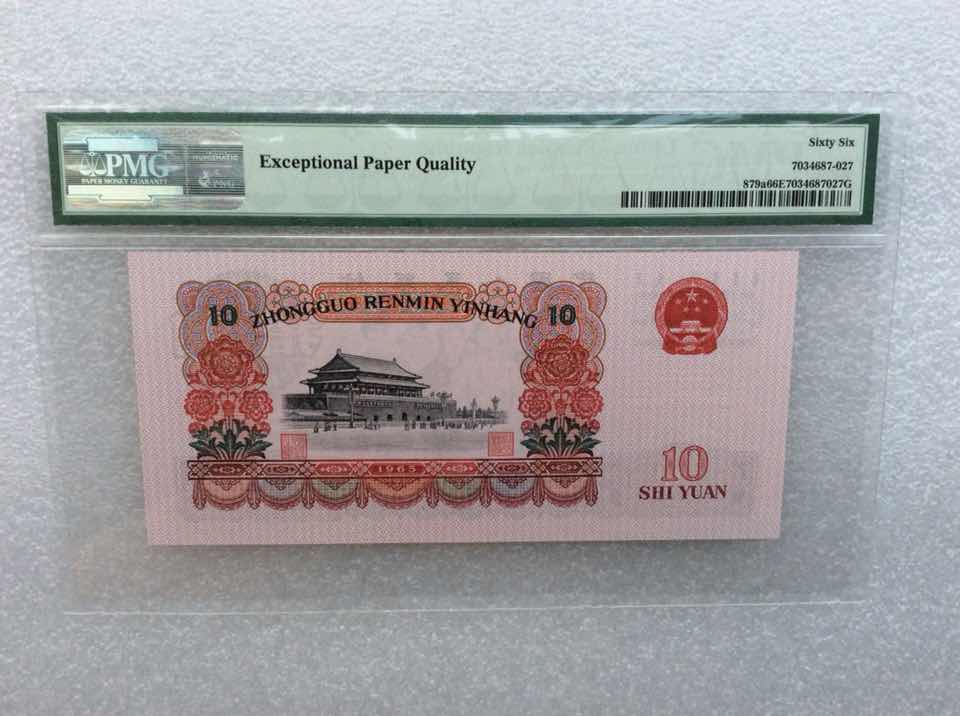 PMG
PAPER MONEY GUARANTY
NUMISMATIC
Exceptional Paper Quality
Sixty Six
7034687-027
879a66E7034687027G
10 ZHONGGUO RENMIN YINHANG 10
1965
10
SHI YUAN